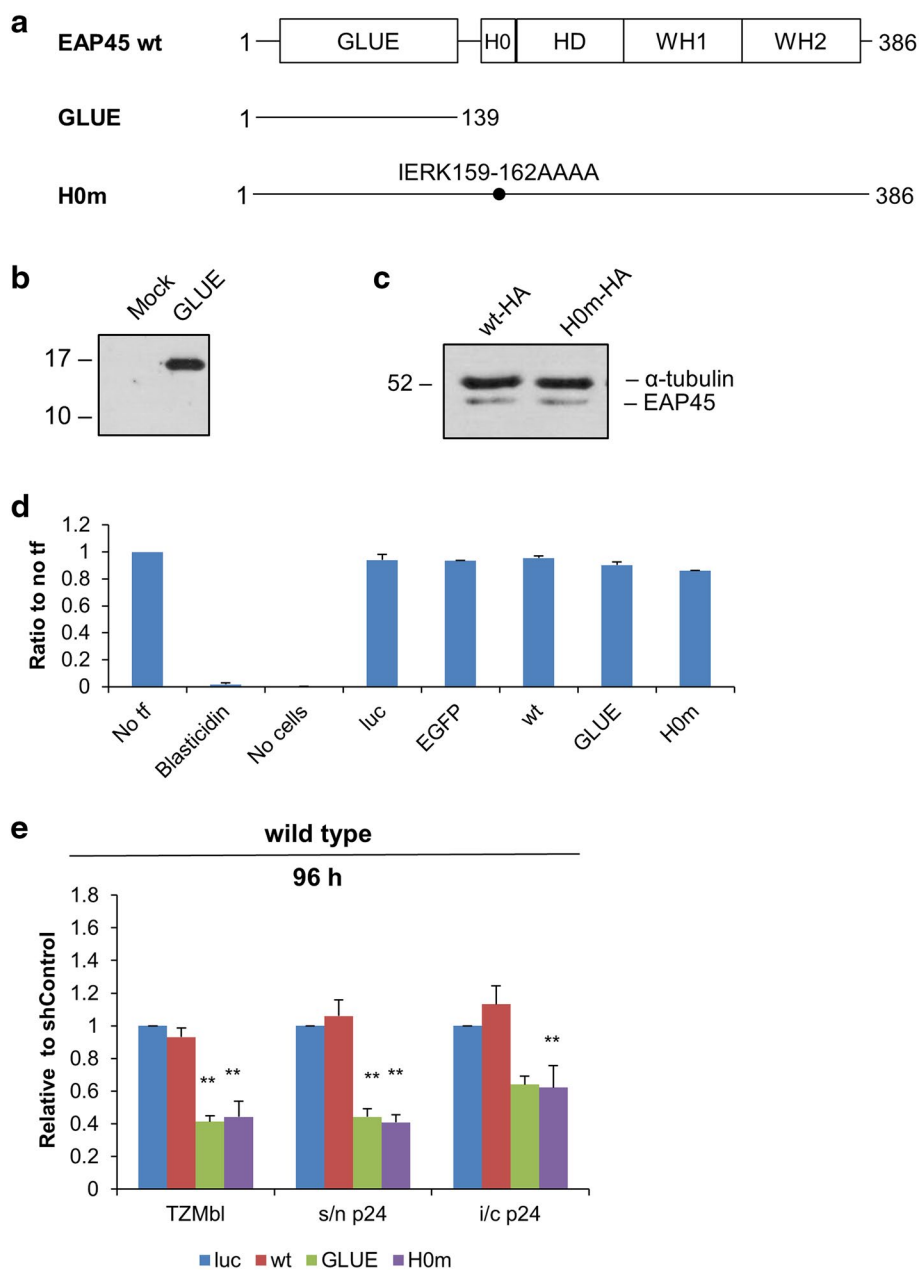 a
EAP45 wt 1 GLUE H0 HD WH1 WH2 386
GLUE 1 139
IERK159-162AAAA
H0m 1 386
b
Mock GLUE
17
10
c
wt-HA H0m-HA
52 – α-tubulin
– EAP45
d
Ratio to no tf
1.2
1
0.8
0.6
0.4
0.2
0
No tf Blasticidin No cells luc EGFP wt GLUE H0m
e
wild type
96 h
Relative to shControl
1.8
1.6
1.4
1.2
1
0.8
0.6
0.4
0.2
0
** ** ** ** **
TZMbl s/n p24 i/c p24
luc wt GLUE H0m